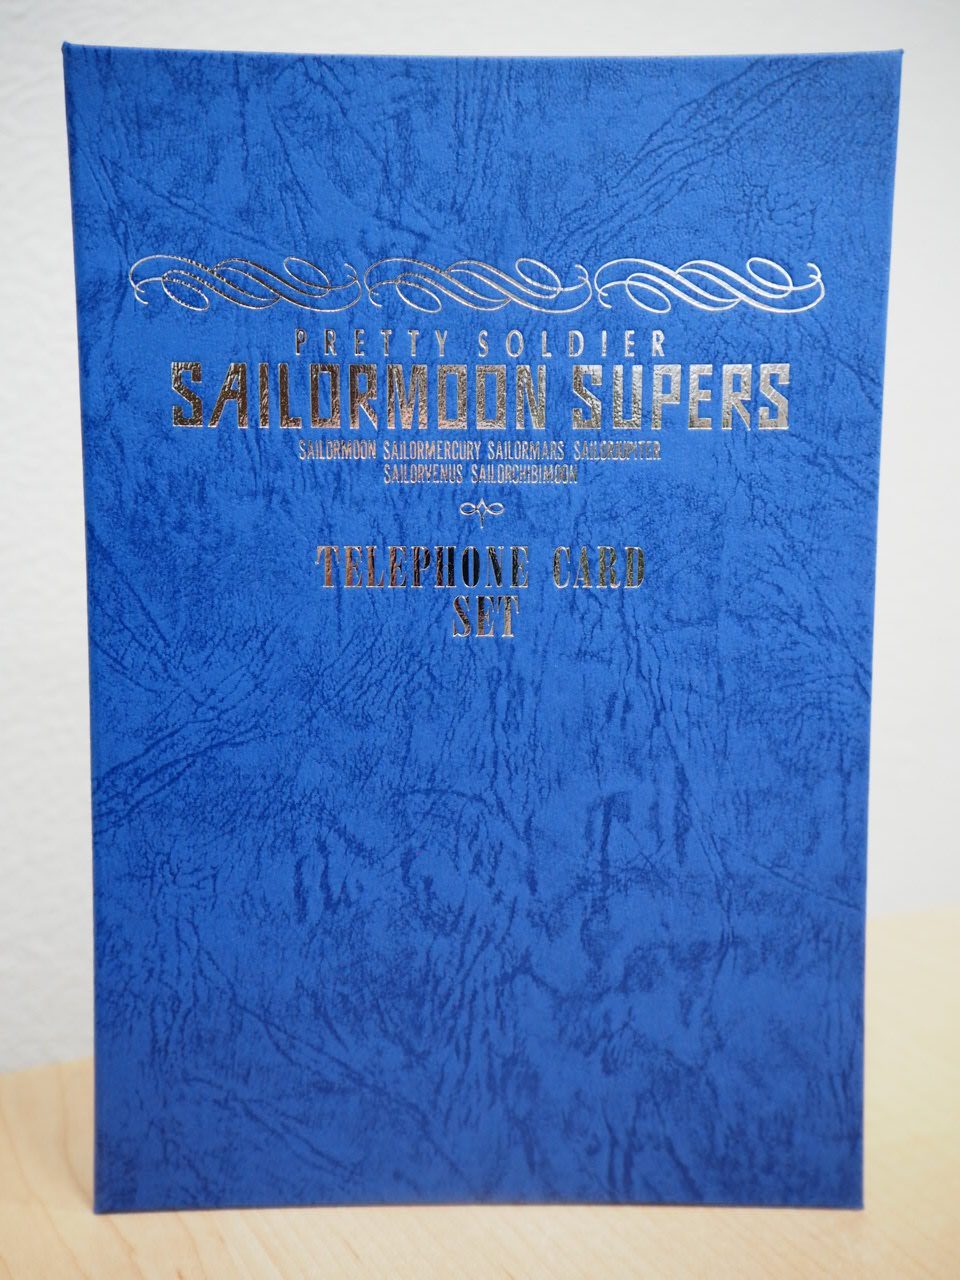 PRETTY SOLDIER
SAILORMOON SUPERS
SAILORMOON SAILORMERCURY SAILORMARS SAILORJUPITER
SAILORVENUS SAILORCHIBIMOON
TELEPHONE CARD
SET